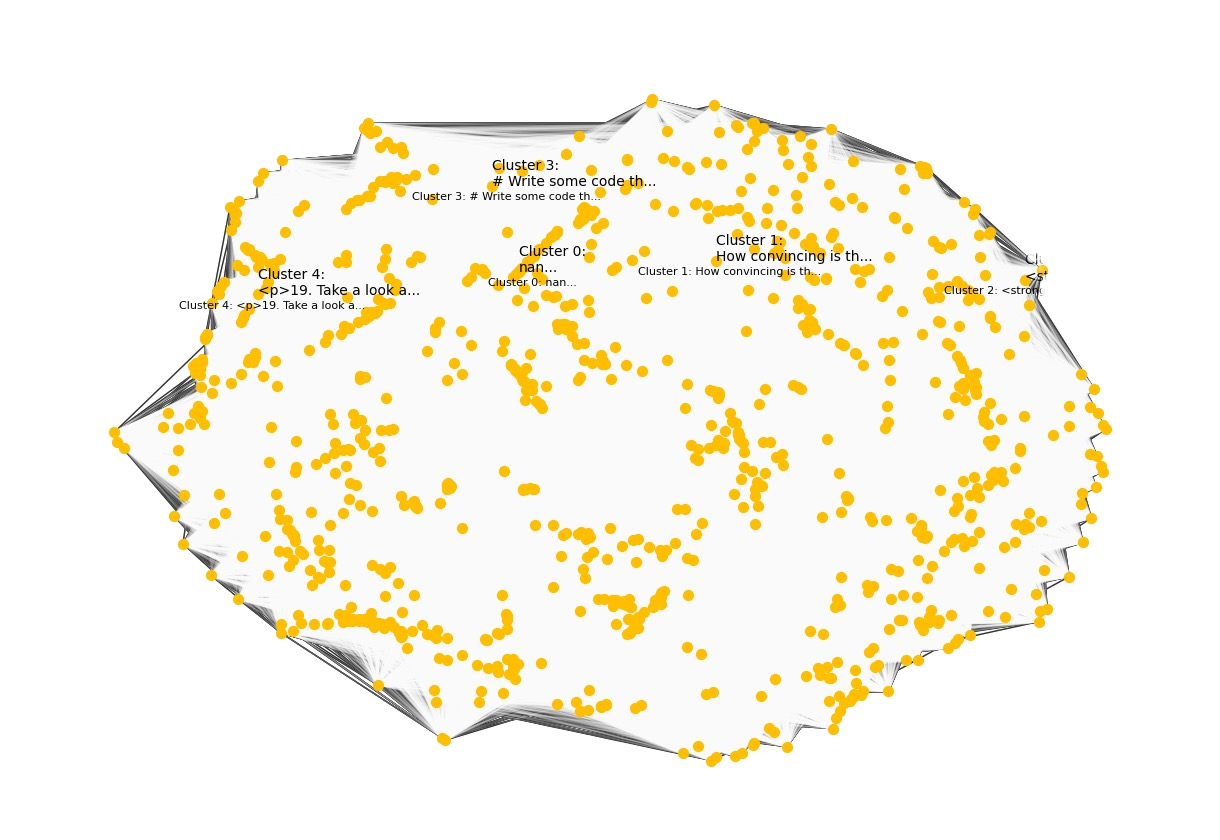 Cluster 3:
# Write some code th...
Cluster 3: # Write some code th...
Cluster 1:
How convincing is th...
Cluster 1: How convincing is th...
Cluster 0:
nan...
Cluster 0: nan...
Cluster 4:
<p>19. Take a look a...
Cluster 4: <p>19. Take a look a...
Cluster 2: <strong